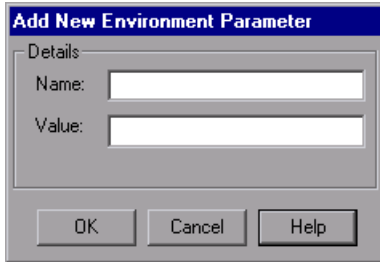 Add New Environment Parameter
Details
Name:
Value:
OK Cancel Help